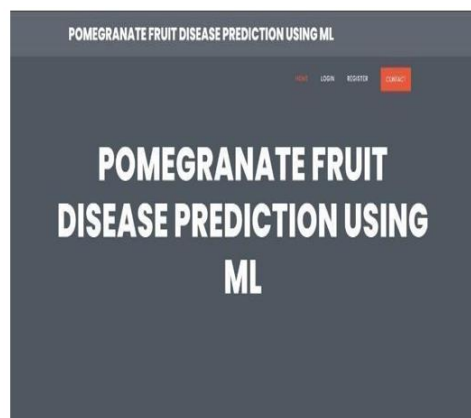 POMEGRANATE FRUIT DISEASE PREDICTION USING ML
HOME LOGIN REGISTER CONTACT
POMEGRANATE FRUIT
DISEASE PREDICTION USING
ML